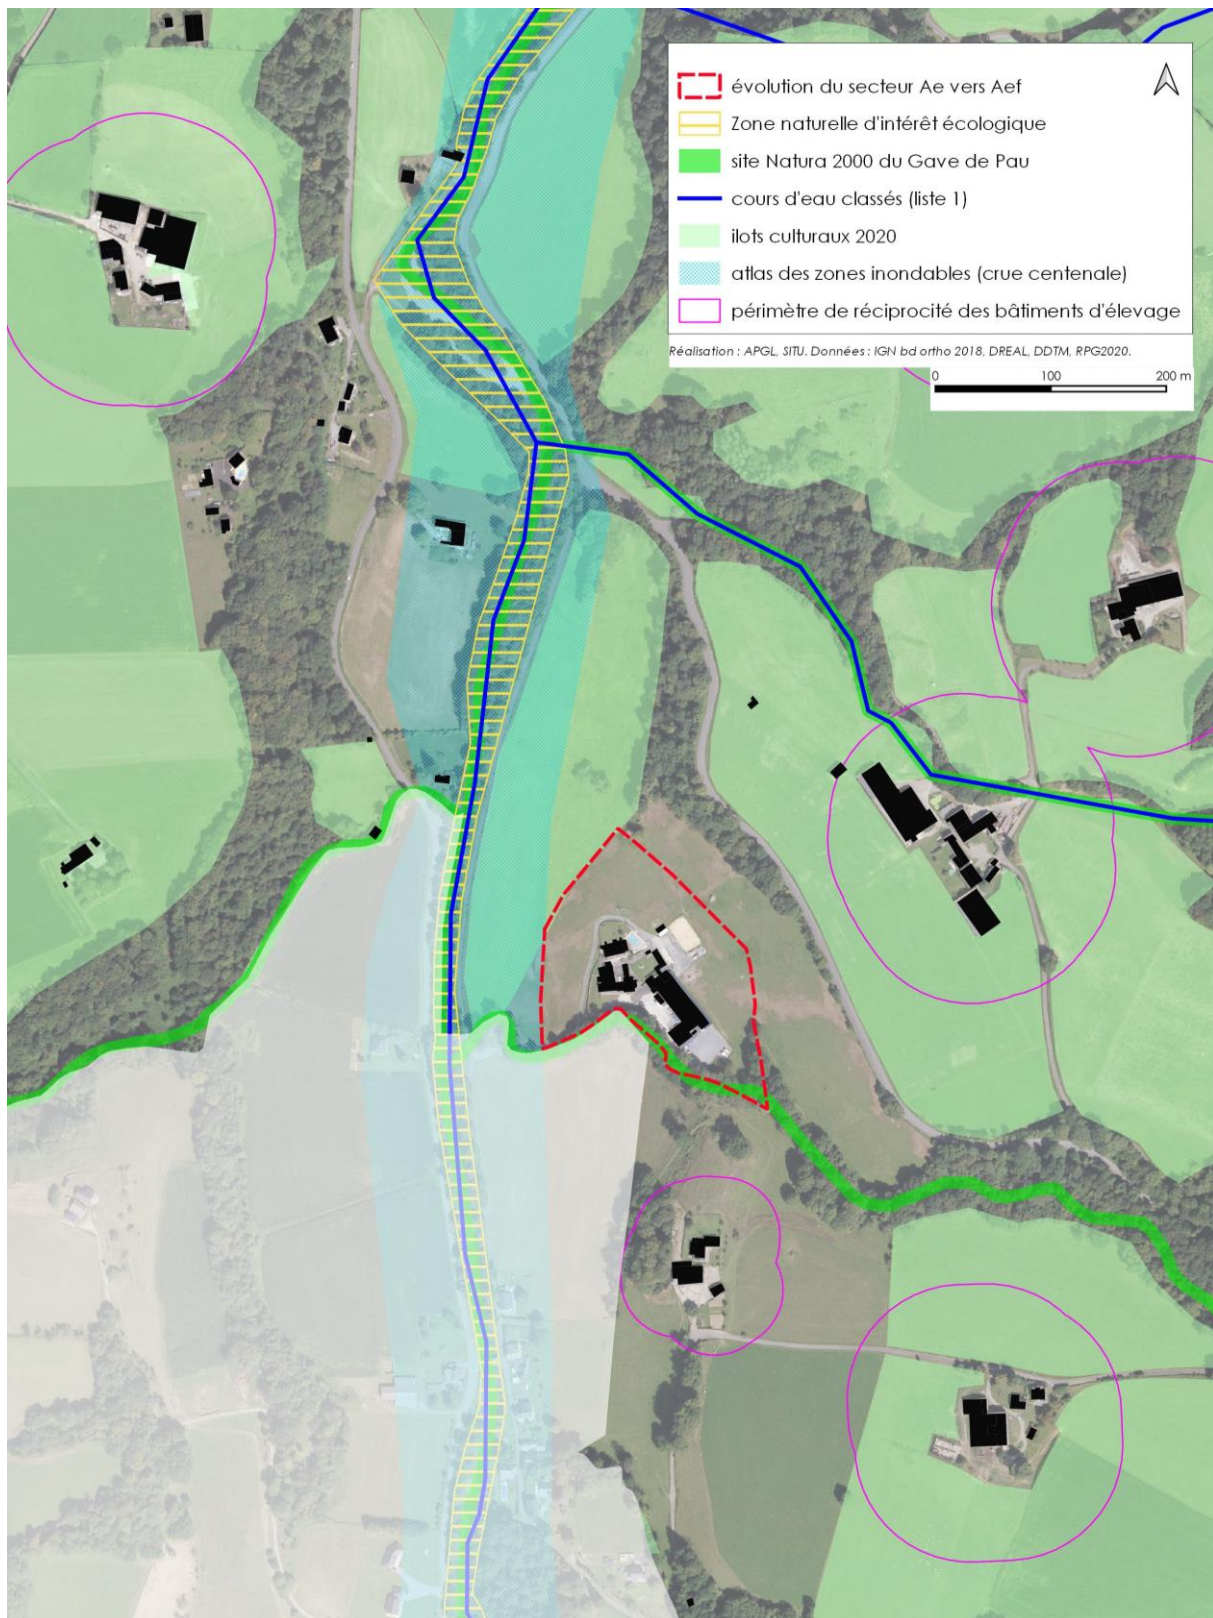 évolution du secteur Ae vers Aef
Zone naturelle d'intérêt écologique
site Natura 2000 du Gave de Pau
cours d'eau classés (liste 1)
ilots culturaux 2020
atlas des zones inondables (crue centenale)
périmètre de réciprocité des bâtiments d'élevage
Réalisation : APGL, SITU. Données : IGN bd ortho 2018, DREAL, DDTM, RPG2020.
0 100 200 m